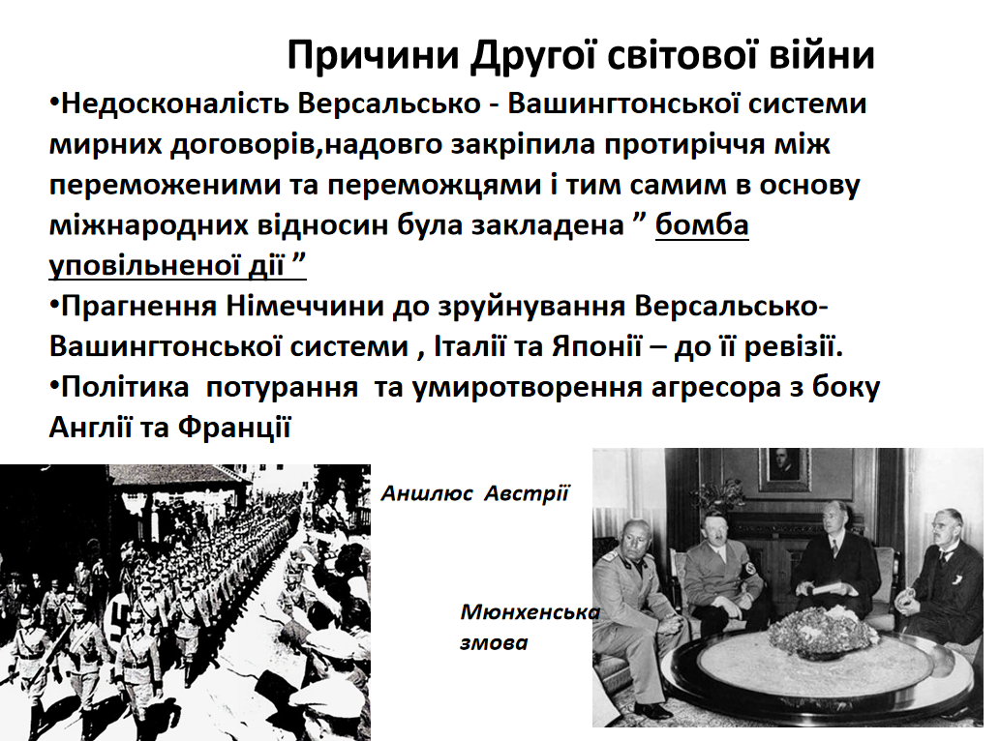 Причини Другої світової війни
•Недосконалість Версальсько - Вашингтонської системи
мирних договорів,надовго закріпила протиріччя між
переможеними та переможцями і тим самим в основу
міжнародних відносин була закладена ” бомба
уповільненої дії ”
•Прагнення Німеччини до зруйнування Версальсько-
Вашингтонської системи , Італії та Японії – до її ревізії.
•Політика потурання та умиротворення агресора з боку
Англії та Франції
Аншлюс Австрії
Мюнхенська
змова